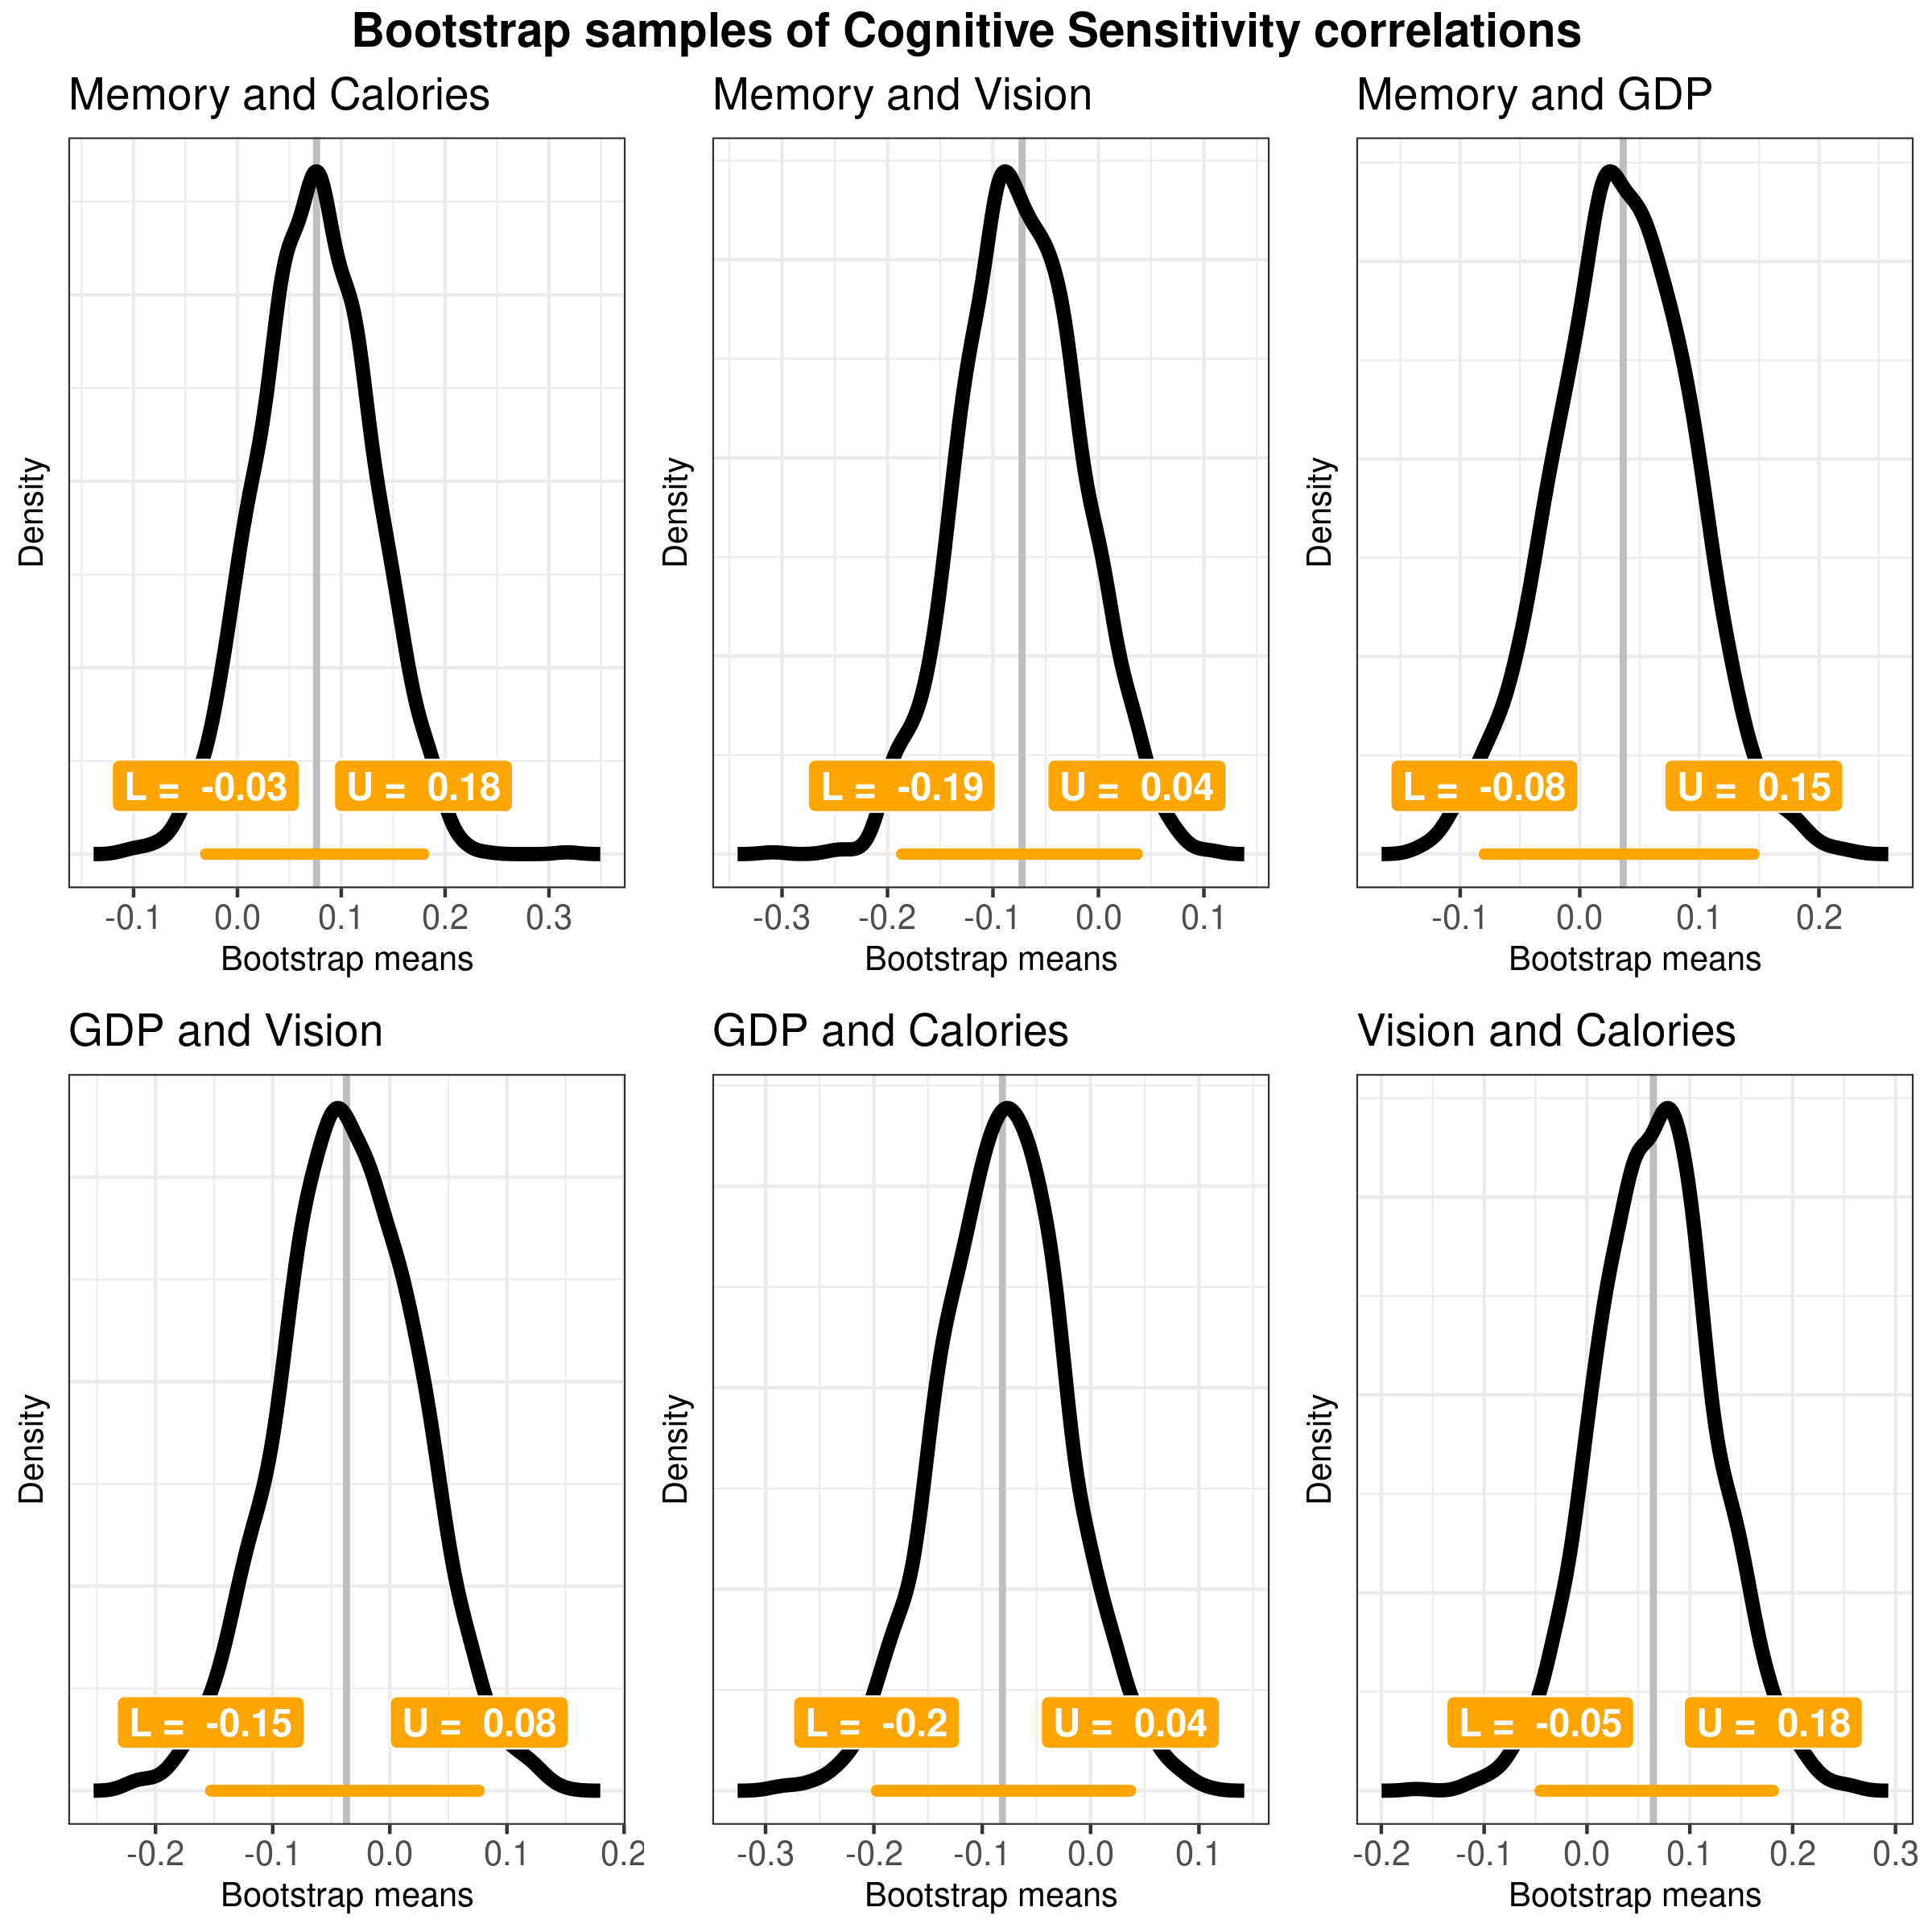 Bootstrap samples of Cognitive Sensitivity correlations
Memory and Calories
Density
L = -0.03
U = 0.18
-0.1 0.0 0.1 0.2 0.3
Bootstrap means
Memory and Vision
Density
L = -0.19
U = 0.04
-0.3 -0.2 -0.1 0.0 0.1
Bootstrap means
Memory and GDP
Density
L = -0.08
U = 0.15
-0.1 0.0 0.1 0.2
Bootstrap means
GDP and Vision
Density
L = -0.15
U = 0.08
-0.2 -0.1 0.0 0.1 0.2
Bootstrap means
GDP and Calories
Density
L = -0.2
U = 0.04
-0.3 -0.2 -0.1 0.0 0.1
Bootstrap means
Vision and Calories
Density
L = -0.05
U = 0.18
-0.2 -0.1 0.0 0.1 0.2 0.3
Bootstrap means